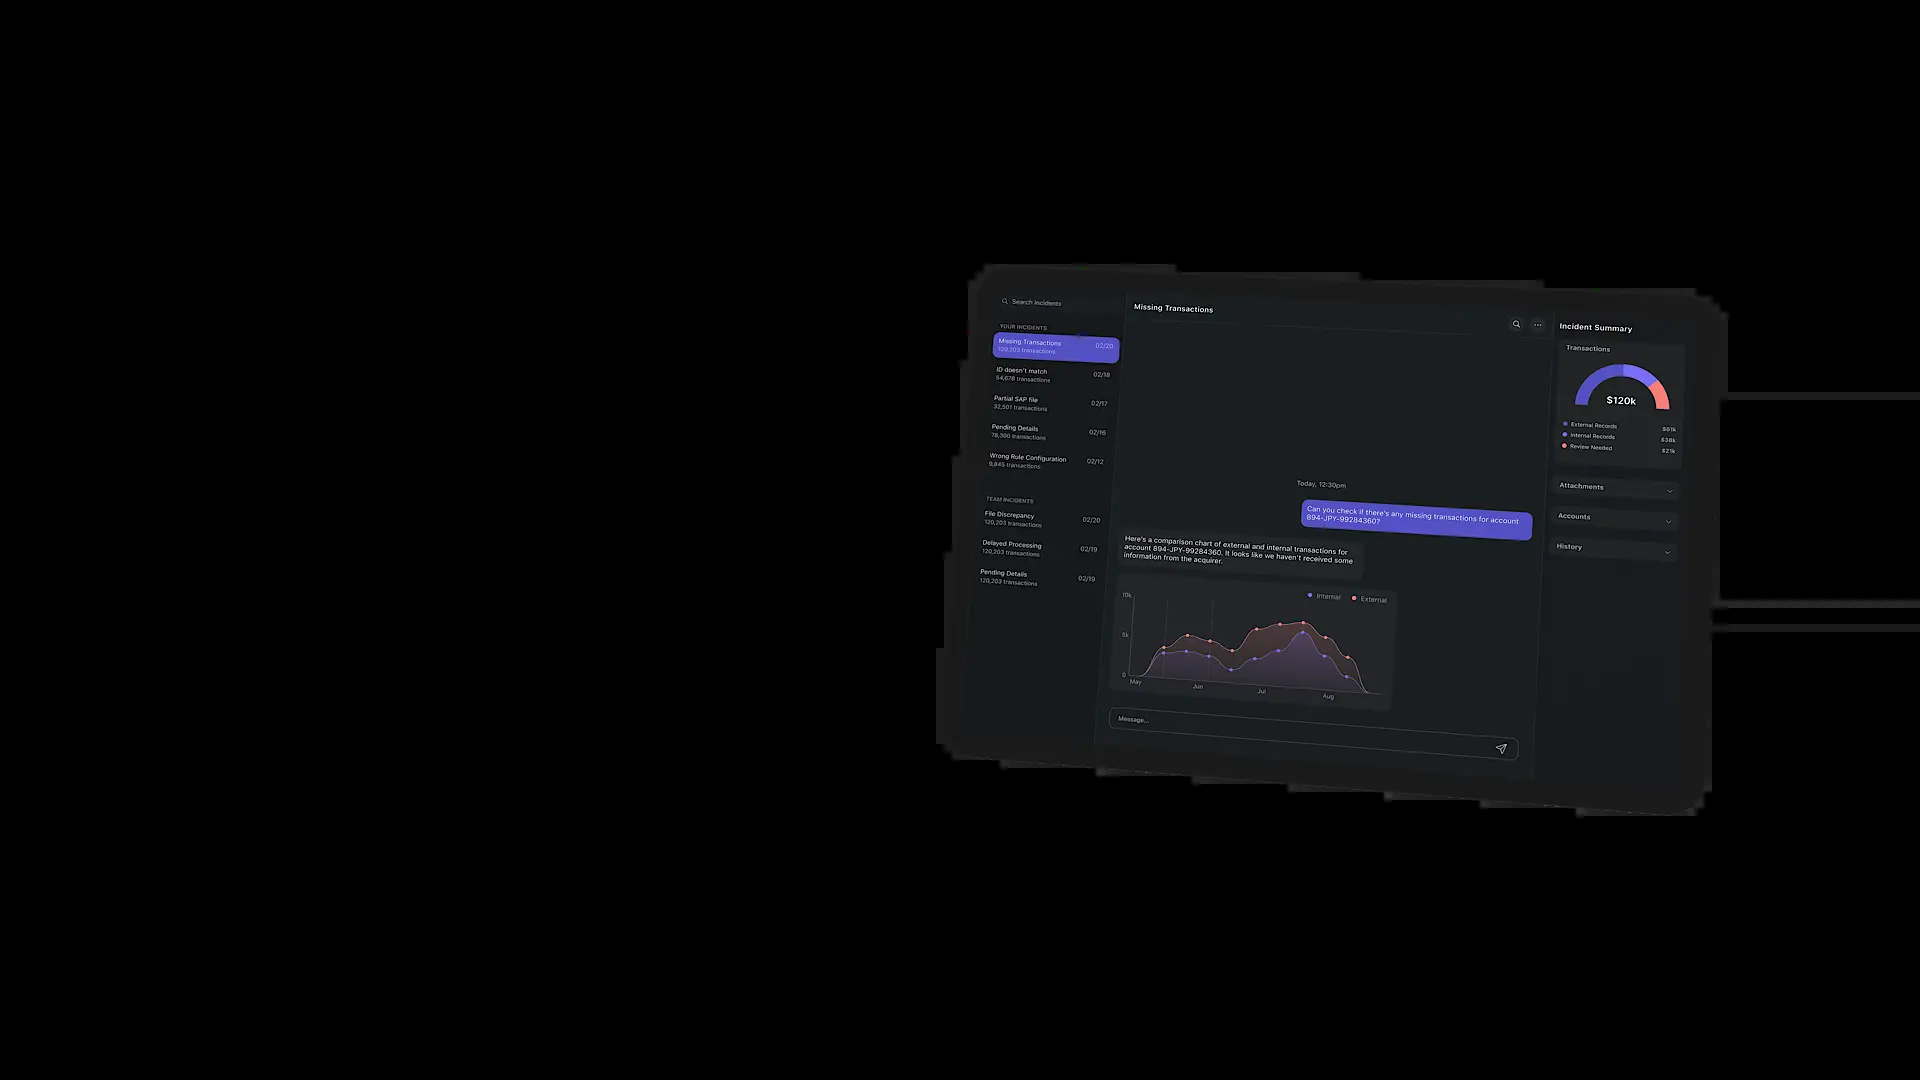 Search incidents
YOUR INCIDENTS
Missing Transactions 02/20
120,203 transactions
ID doesn't match 02/18
54,678 transactions
Partial SAP file 02/17
32,501 transactions
Pending Details 02/16
78,300 transactions
Wrong Rule Configuration 02/12
9,845 transactions
TEAM INCIDENTS
File Discrepancy 02/20
120,203 transactions
Delayed Processing 02/19
120,203 transactions
Pending Details 02/19
120,203 transactions
Missing Transactions
Today, 12:30pm
Can you check if there's any missing transactions for account
894-JPY-99284360?
Here's a comparison chart of external and internal transactions for
account 894-JPY-99284360. It looks like we haven't received some
information from the acquirer.
Internal External
10k
5k
0
May Jun Jul Aug
Message...
Incident Summary
Transactions
$120k
External Records $61k
Internal Records $38k
Review Needed $21k
Attachments
Accounts
History